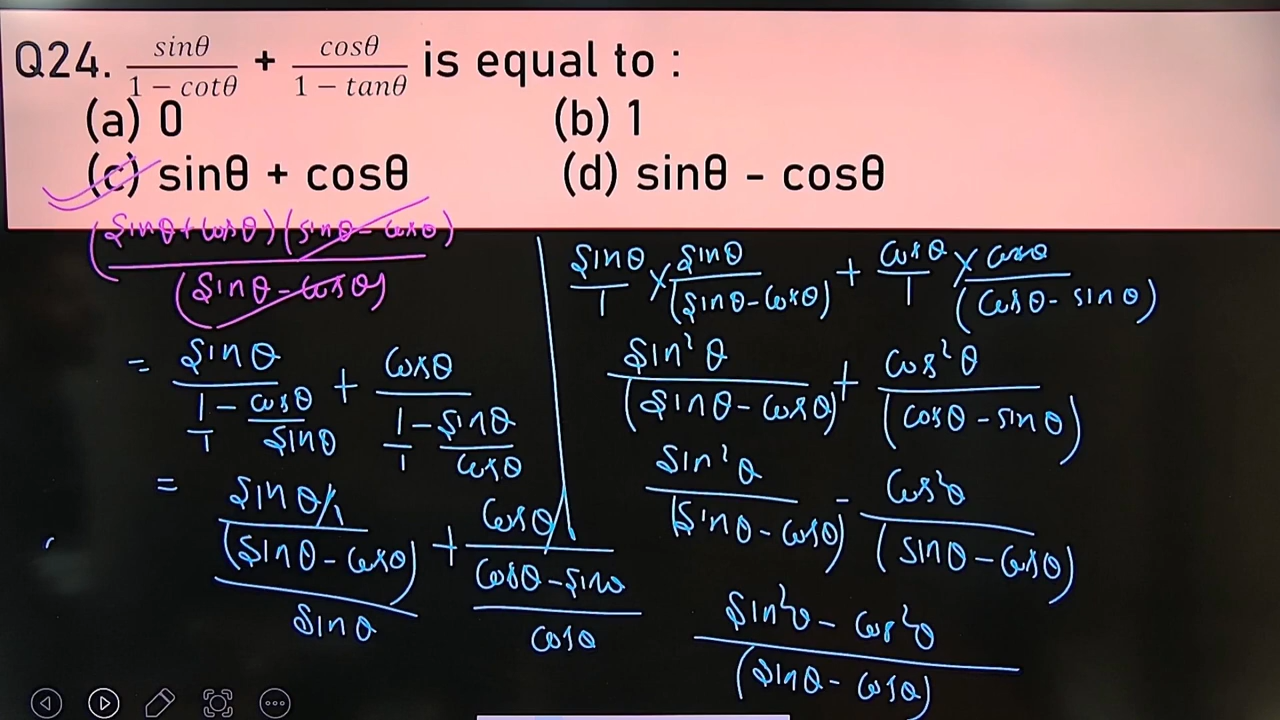 Q24. sinθ/(1 − cotθ) + cosθ/(1 − tanθ) is equal to :
(a) 0 (b) 1
(c) sinθ + cosθ (d) sinθ - cosθ
(sinθ+cosθ)(sinθ-cosθ)/(sinθ-cosθ)
= sinθ/(1/1 - cosθ/sinθ) + cosθ/(1/1 - sinθ/cosθ)
= (sinθ/1)/((sinθ-cosθ)/sinθ) + (cosθ/1)/((cosθ-sinθ)/cosθ)
sinθ/1 × sinθ/(sinθ-cosθ) + cosθ/1 × cosθ/(cosθ-sinθ)
sin²θ/(sinθ-cosθ) + cos²θ/(cosθ-sinθ)
sin²θ/(sinθ-cosθ) - cos²θ/(sinθ-cosθ)
sin²θ - cos²θ/(sinθ-cosθ)